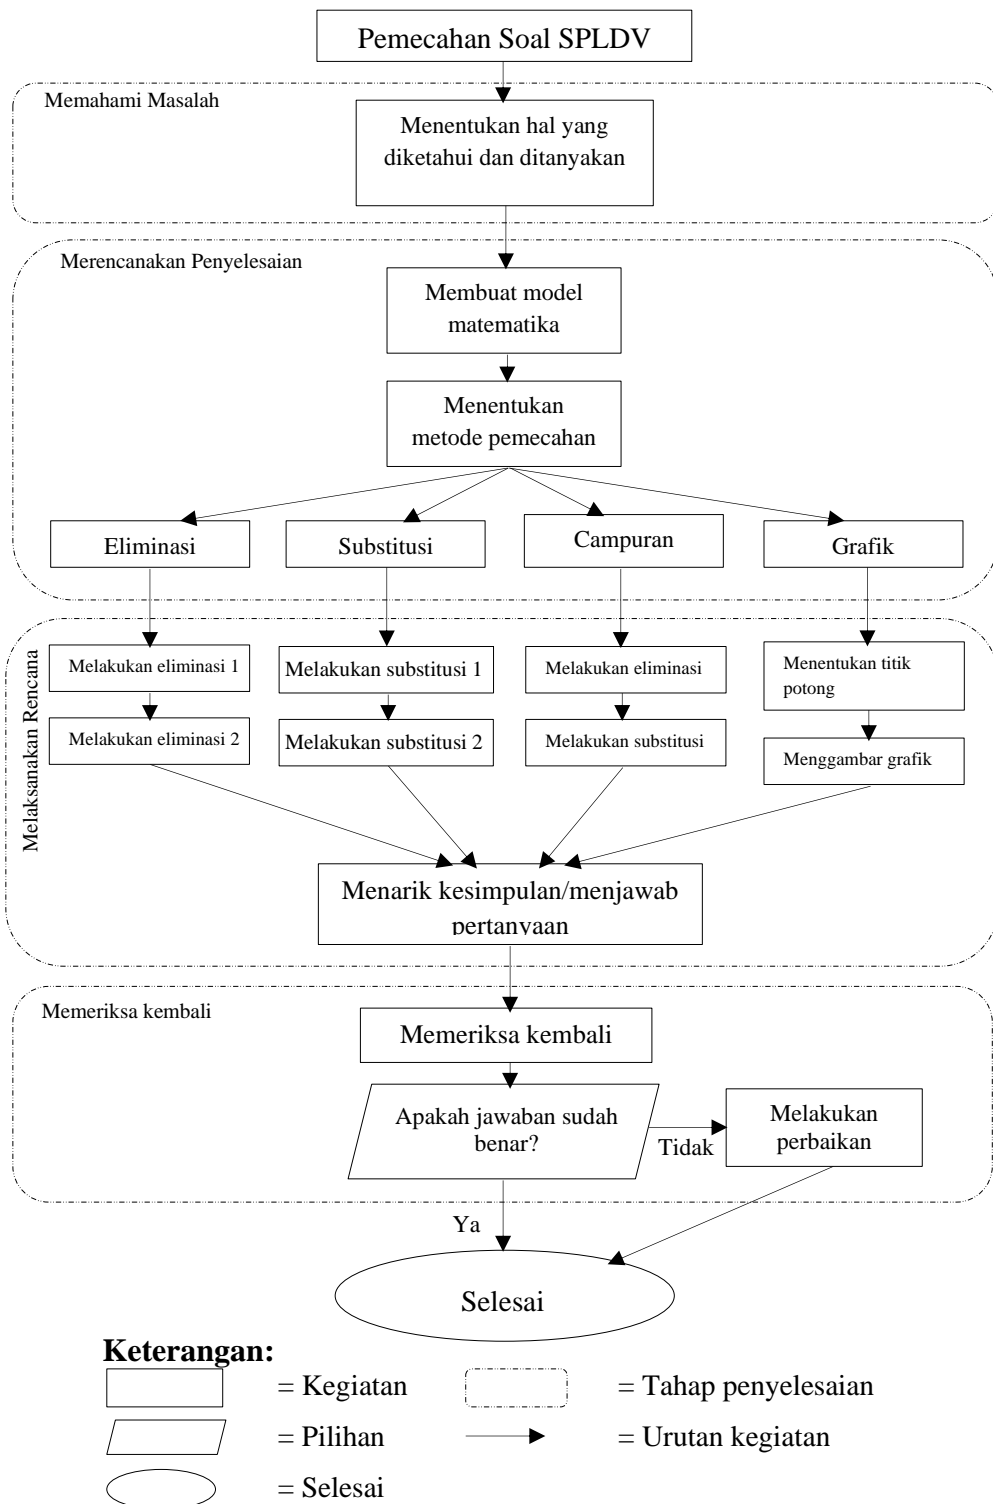 Pemecahan Soal SPLDV
Memahami Masalah
Menentukan hal yang
diketahui dan ditanyakan
Merencanakan Penyelesaian
Membuat model
matematika
Menentukan
metode pemecahan
Eliminasi
Substitusi
Campuran
Grafik
Melaksanakan Rencana
Melakukan eliminasi 1
Melakukan substitusi 1
Melakukan eliminasi
Menentukan titik
potong
Melakukan eliminasi 2
Melakukan substitusi 2
Melakukan substitusi
Menggambar grafik
Menarik kesimpulan/menjawab
pertanyaan
Memeriksa kembali
Memeriksa kembali
Apakah jawaban sudah
benar?
Tidak
Melakukan
perbaikan
Ya
Selesai
Keterangan:
= Kegiatan
= Tahap penyelesaian
= Pilihan
= Urutan kegiatan
= Selesai